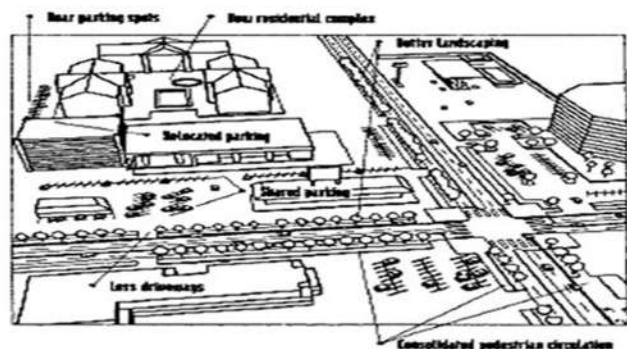 Rear parking spots
New residential complex
Better landscaping
Relocated parking
Shared parking
Less driveways
Consolidated pedestrian circulation